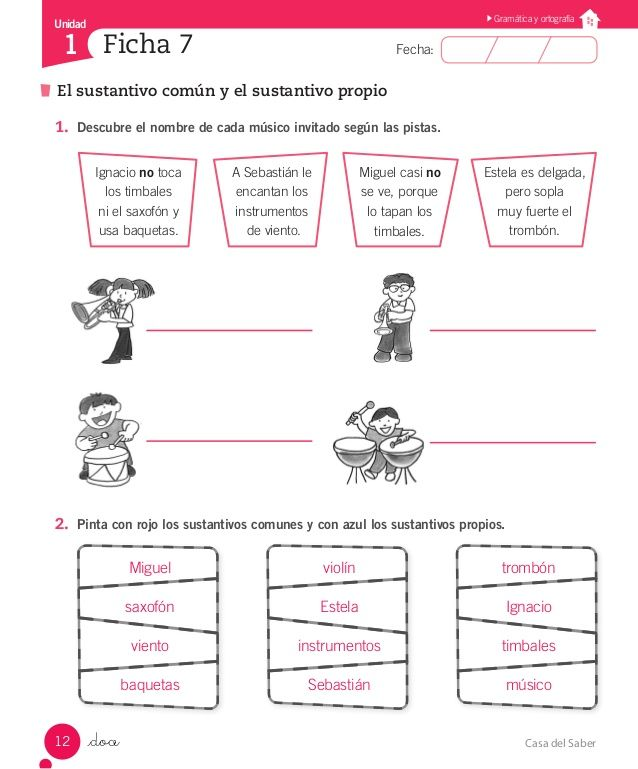 Unidad
1
Ficha 7
Gramática y ortografía
Fecha:
El sustantivo común y el sustantivo propio
1. Descubre el nombre de cada músico invitado según las pistas.
Ignacio no toca
los timbales
ni el saxofón y
usa baquetas.
A Sebastián le
encantan los
instrumentos
de viento.
Miguel casi no
se ve, porque
lo tapan los
timbales.
Estela es delgada,
pero sopla
muy fuerte el
trombón.
2. Pinta con rojo los sustantivos comunes y con azul los sustantivos propios.
Miguel
saxofón
viento
baquetas
violín
Estela
instrumentos
Sebastián
trombón
Ignacio
timbales
músico
12
doce
Casa del Saber